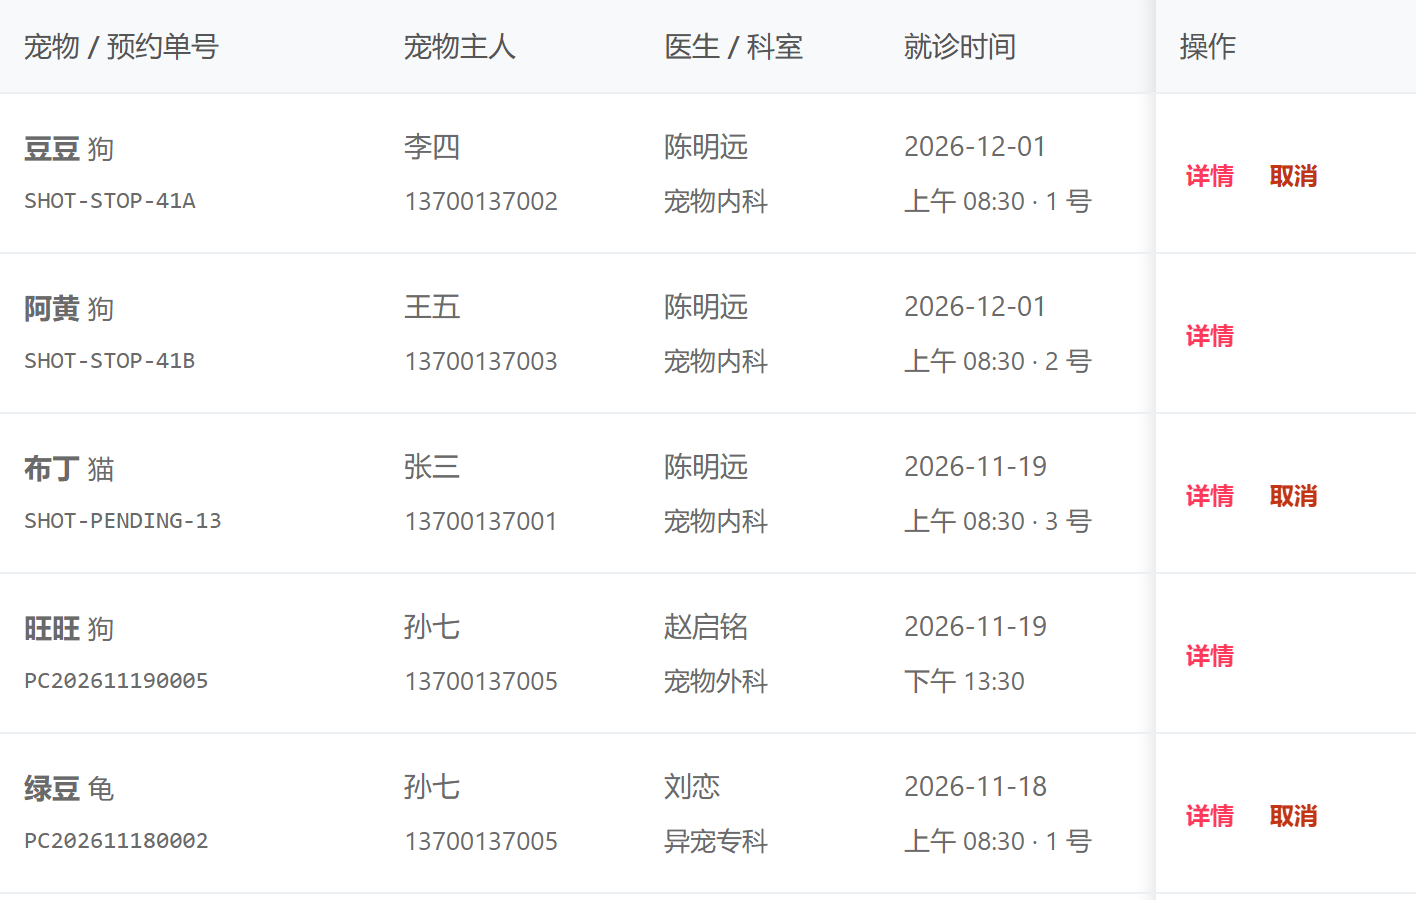 宠物 / 预约单号 宠物主人 医生 / 科室 就诊时间 操作
豆豆 狗 李四 陈明远 2026-12-01 详情 取消
SHOT-STOP-41A 13700137002 宠物内科 上午 08:30 · 1 号
阿黄 狗 王五 陈明远 2026-12-01 详情
SHOT-STOP-41B 13700137003 宠物内科 上午 08:30 · 2 号
布丁 猫 张三 陈明远 2026-11-19 详情 取消
SHOT-PENDING-13 13700137001 宠物内科 上午 08:30 · 3 号
旺旺 狗 孙七 赵启铭 2026-11-19 详情
PC202611190005 13700137005 宠物外科 下午 13:30
绿豆 龟 孙七 刘恋 2026-11-18 详情 取消
PC202611180002 13700137005 异宠专科 上午 08:30 · 1 号